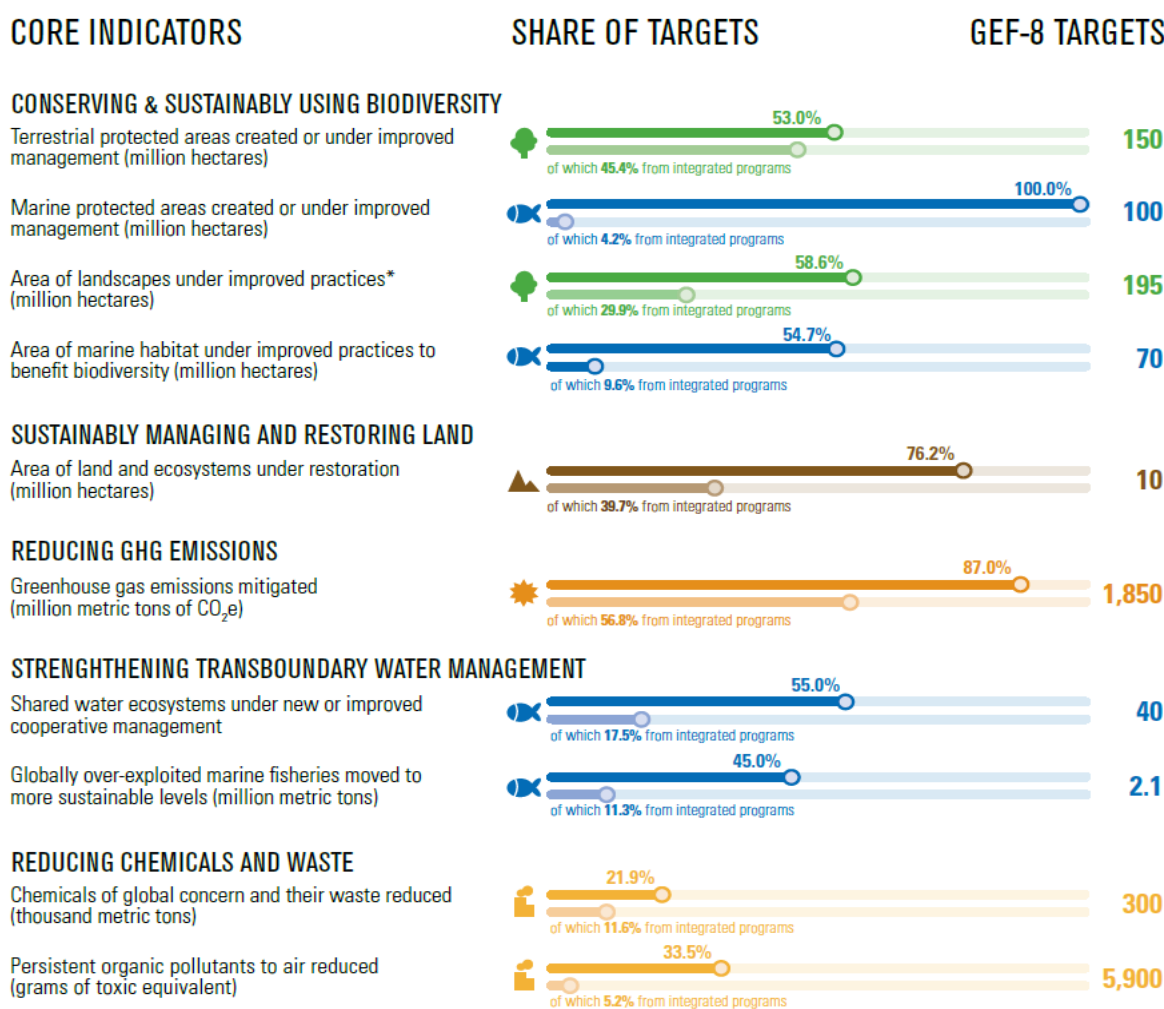 CORE INDICATORS
SHARE OF TARGETS
GEF-8 TARGETS
CONSERVING & SUSTAINABLY USING BIODIVERSITY
Terrestrial protected areas created or under improved
management (million hectares)
53.0%
of which 45.4% from integrated programs
150
Marine protected areas created or under improved
management (million hectares)
100.0%
of which 4.2% from integrated programs
100
Area of landscapes under improved practices*
(million hectares)
58.6%
of which 29.9% from integrated programs
195
Area of marine habitat under improved practices to
benefit biodiversity (million hectares)
54.7%
of which 9.6% from integrated programs
70
SUSTAINABLY MANAGING AND RESTORING LAND
Area of land and ecosystems under restoration
(million hectares)
76.2%
of which 39.7% from integrated programs
10
REDUCING GHG EMISSIONS
Greenhouse gas emissions mitigated
(million metric tons of CO₂e)
87.0%
of which 56.8% from integrated programs
1,850
STRENGHTHENING TRANSBOUNDARY WATER MANAGEMENT
Shared water ecosystems under new or improved
cooperative management
55.0%
of which 17.5% from integrated programs
40
Globally over-exploited marine fisheries moved to
more sustainable levels (million metric tons)
45.0%
of which 11.3% from integrated programs
2.1
REDUCING CHEMICALS AND WASTE
Chemicals of global concern and their waste reduced
(thousand metric tons)
21.9%
of which 11.6% from integrated programs
300
Persistent organic pollutants to air reduced
(grams of toxic equivalent)
33.5%
of which 5.2% from integrated programs
5,900